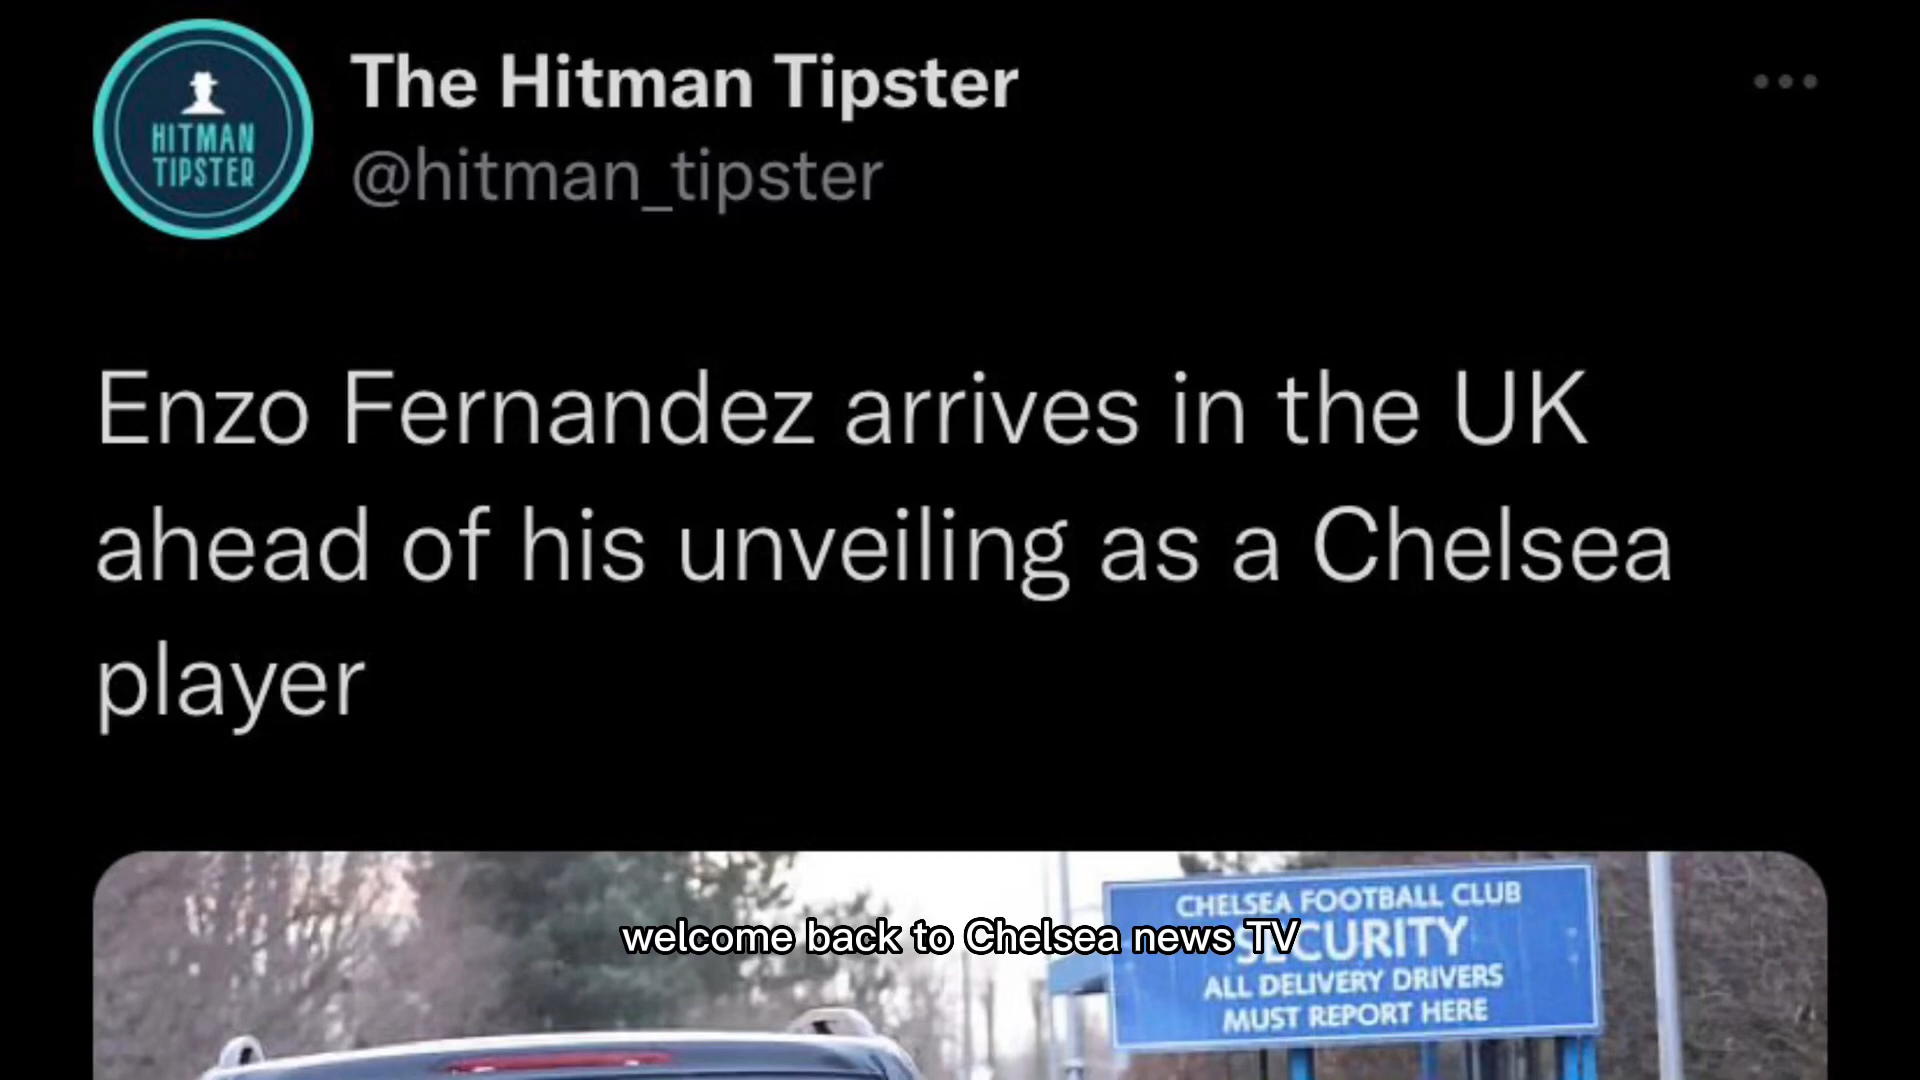 HITMAN
TIPSTER
The Hitman Tipster
@hitman_tipster
Enzo Fernandez arrives in the UK
ahead of his unveiling as a Chelsea
player
CHELSEA FOOTBALL CLUB
SECURITY
ALL DELIVERY DRIVERS
MUST REPORT HERE
welcome back to Chelsea news TV